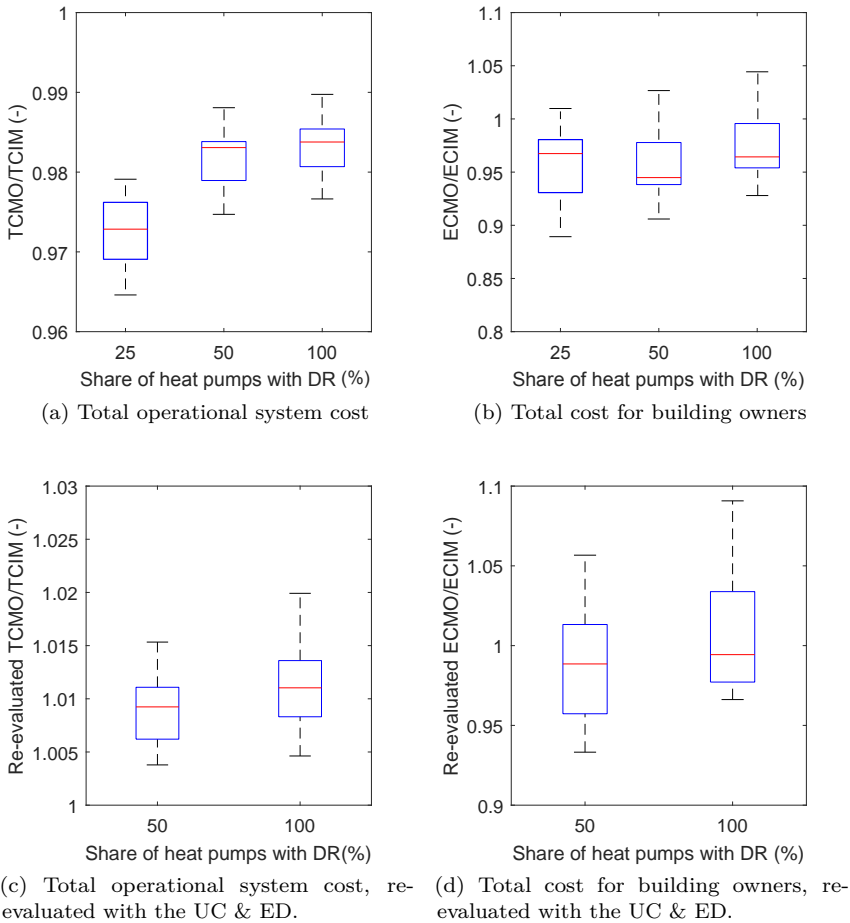 1
0.99
0.98
0.97
0.96
TCMO/TCIM (-)
25 50 100
Share of heat pumps with DR (%)
(a) Total operational system cost
1.1
1.05
1
0.95
0.9
0.85
0.8
ECMO/ECIM (-)
25 50 100
Share of heat pumps with DR (%)
(b) Total cost for building owners
1.03
1.025
1.02
1.015
1.01
1.005
1
Re-evaluated TCMO/TCIM (-)
50 100
Share of heat pumps with DR(%)
(c) Total operational system cost, re-
evaluated with the UC & ED.
1.1
1.05
1
0.95
0.9
Re-evaluated ECMO/ECIM (-)
50 100
Share of heat pumps with DR (%)
(d) Total cost for building owners, re-
evaluated with the UC & ED.